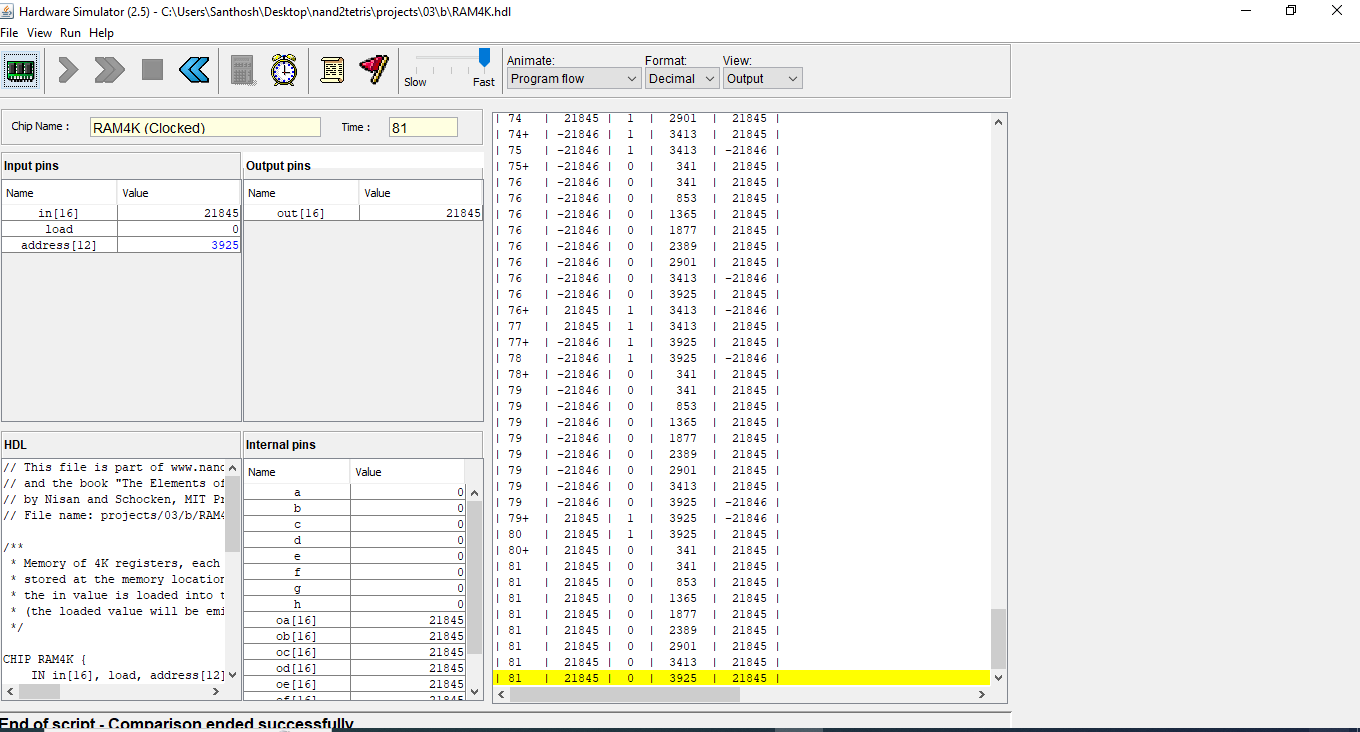 Hardware Simulator (2.5) - C:\Users\Santhosh\Desktop\nand2tetris\projects\03\b\RAM4K.hdl
File View Run Help
Slow Fast
Animate: Format: View:
Program flow Decimal Output
Chip Name : RAM4K (Clocked) Time : 81
Input pins
Name Value
in[16] 21845
load 0
address[12] 3925
Output pins
Name Value
out[16] 21845
HDL
// This file is part of www.nanc
// and the book "The Elements of
// by Nisan and Schocken, MIT Pr
// File name: projects/03/b/RAM4
/**
* Memory of 4K registers, each
* stored at the memory location
* the in value is loaded into t
* (the loaded value will be emi
*/
CHIP RAM4K {
IN in[16], load, address[12]
Internal pins
Name Value
a 0
b 0
c 0
d 0
e 0
f 0
g 0
h 0
oa[16] 21845
ob[16] 21845
oc[16] 21845
od[16] 21845
oe[16] 21845
of[16] 21845
| 74 | 21845 | 1 | 2901 | 21845 |
| 74+ | -21846 | 1 | 3413 | 21845 |
| 75 | -21846 | 1 | 3413 | -21846 |
| 75+ | -21846 | 0 | 341 | 21845 |
| 76 | -21846 | 0 | 341 | 21845 |
| 76 | -21846 | 0 | 853 | 21845 |
| 76 | -21846 | 0 | 1365 | 21845 |
| 76 | -21846 | 0 | 1877 | 21845 |
| 76 | -21846 | 0 | 2389 | 21845 |
| 76 | -21846 | 0 | 2901 | 21845 |
| 76 | -21846 | 0 | 3413 | -21846 |
| 76 | -21846 | 0 | 3925 | 21845 |
| 76+ | 21845 | 1 | 3413 | -21846 |
| 77 | 21845 | 1 | 3413 | 21845 |
| 77+ | -21846 | 1 | 3925 | 21845 |
| 78 | -21846 | 1 | 3925 | -21846 |
| 78+ | -21846 | 0 | 341 | 21845 |
| 79 | -21846 | 0 | 341 | 21845 |
| 79 | -21846 | 0 | 853 | 21845 |
| 79 | -21846 | 0 | 1365 | 21845 |
| 79 | -21846 | 0 | 1877 | 21845 |
| 79 | -21846 | 0 | 2389 | 21845 |
| 79 | -21846 | 0 | 2901 | 21845 |
| 79 | -21846 | 0 | 3413 | 21845 |
| 79 | -21846 | 0 | 3925 | -21846 |
| 79+ | 21845 | 1 | 3925 | -21846 |
| 80 | 21845 | 1 | 3925 | 21845 |
| 80+ | 21845 | 0 | 341 | 21845 |
| 81 | 21845 | 0 | 341 | 21845 |
| 81 | 21845 | 0 | 853 | 21845 |
| 81 | 21845 | 0 | 1365 | 21845 |
| 81 | 21845 | 0 | 1877 | 21845 |
| 81 | 21845 | 0 | 2389 | 21845 |
| 81 | 21845 | 0 | 2901 | 21845 |
| 81 | 21845 | 0 | 3413 | 21845 |
| 81 | 21845 | 0 | 3925 | 21845 |
End of script - Comparison ended successfully